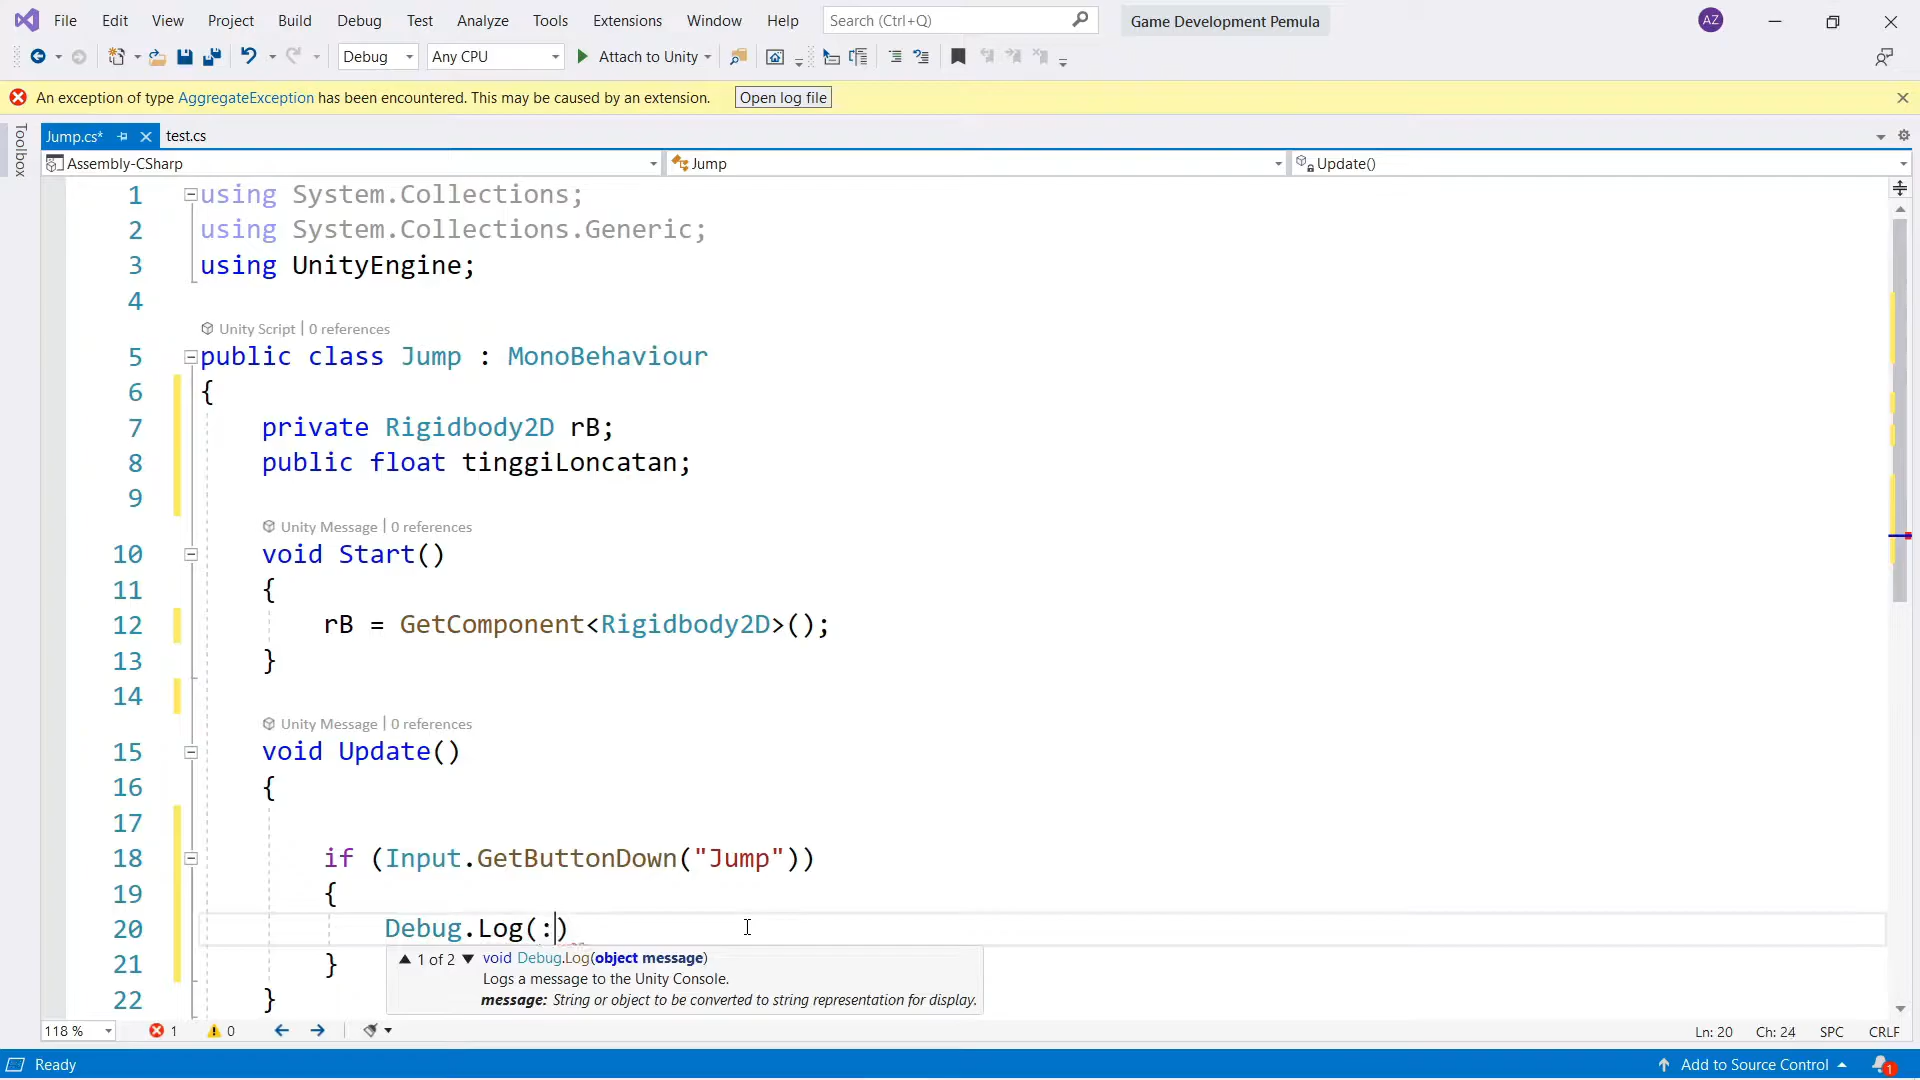 File Edit View Project Build Debug Test Analyze Tools Extensions Window Help Search (Ctrl+Q) Game Development Pemula AZ
Debug Any CPU Attach to Unity
An exception of type AggregateException has been encountered. This may be caused by an extension. Open log file
Toolbox
Jump.cs* test.cs
Assembly-CSharp Jump Update()
1 using System.Collections;
2 using System.Collections.Generic;
3 using UnityEngine;
4
Unity Script | 0 references
5 public class Jump : MonoBehaviour
6 {
7 private Rigidbody2D rB;
8 public float tinggiLoncatan;
9
Unity Message | 0 references
10 void Start()
11 {
12 rB = GetComponent<Rigidbody2D>();
13 }
14
Unity Message | 0 references
15 void Update()
16 {
17
18 if (Input.GetButtonDown("Jump"))
19 {
20 Debug.Log(:)
21 }
▲ 1 of 2 ▼ void Debug.Log(object message)
Logs a message to the Unity Console.
message: String or object to be converted to string representation for display.
22 }
118 % 1 0 Ln: 20 Ch: 24 SPC CRLF
Ready Add to Source Control 1